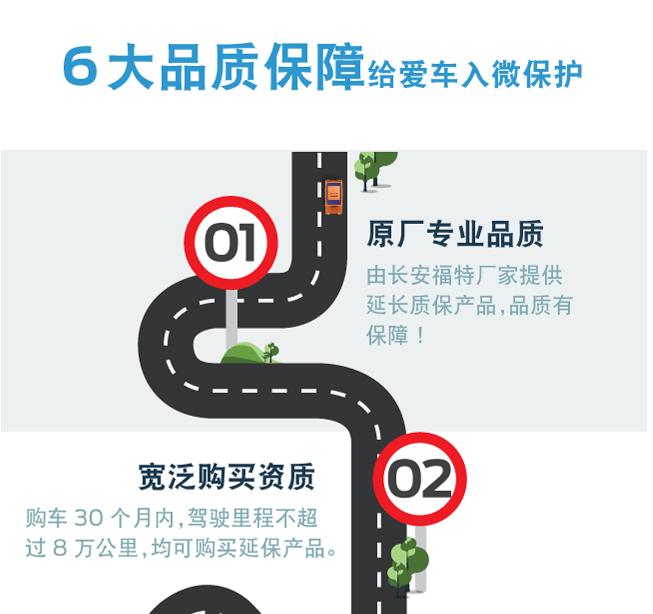 6大品质保障给爱车入微保护
01
原厂专业品质
由长安福特厂家提供
延长质保产品,品质有
保障！
02
宽泛购买资质
购车 30 个月内,驾驶里程不超
过 8 万公里,均可购买延保产品。